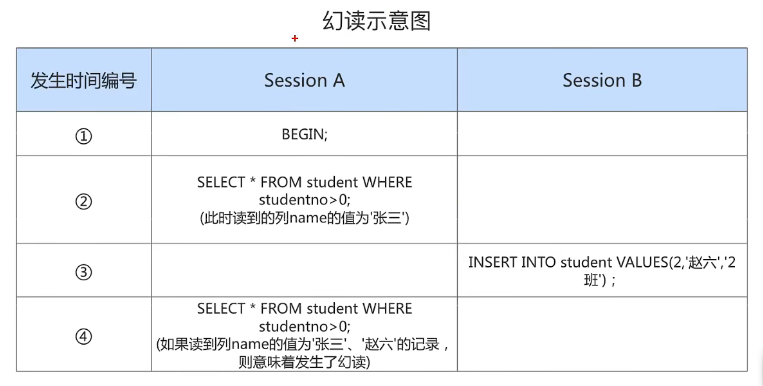 幻读示意图
发生时间编号
Session A
Session B
①
BEGIN;
②
SELECT * FROM student WHERE
studentno>0;
(此时读到的列name的值为'张三')
③
INSERT INTO student VALUES(2,'赵六','2
班')；
④
SELECT * FROM student WHERE
studentno>0;
(如果读到列name的值为'张三'、'赵六'的记录，
则意味着发生了幻读)